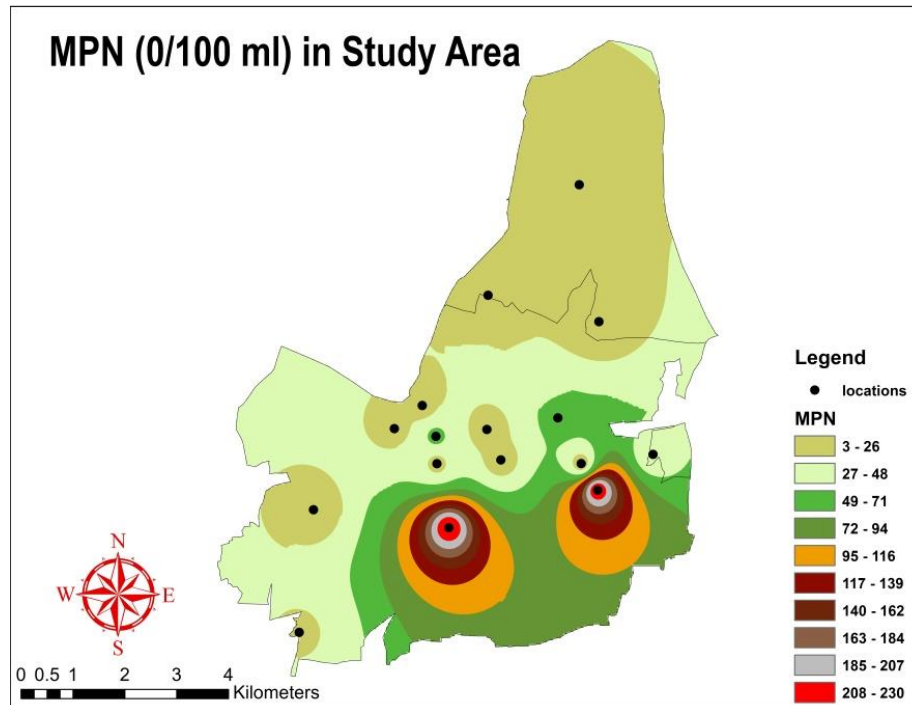 MPN (0/100 ml) in Study Area
Legend
locations
MPN
3 - 26
27 - 48
49 - 71
72 - 94
95 - 116
117 - 139
140 - 162
163 - 184
185 - 207
208 - 230
N
W E
S
0 0.5 1 2 3 4
Kilometers